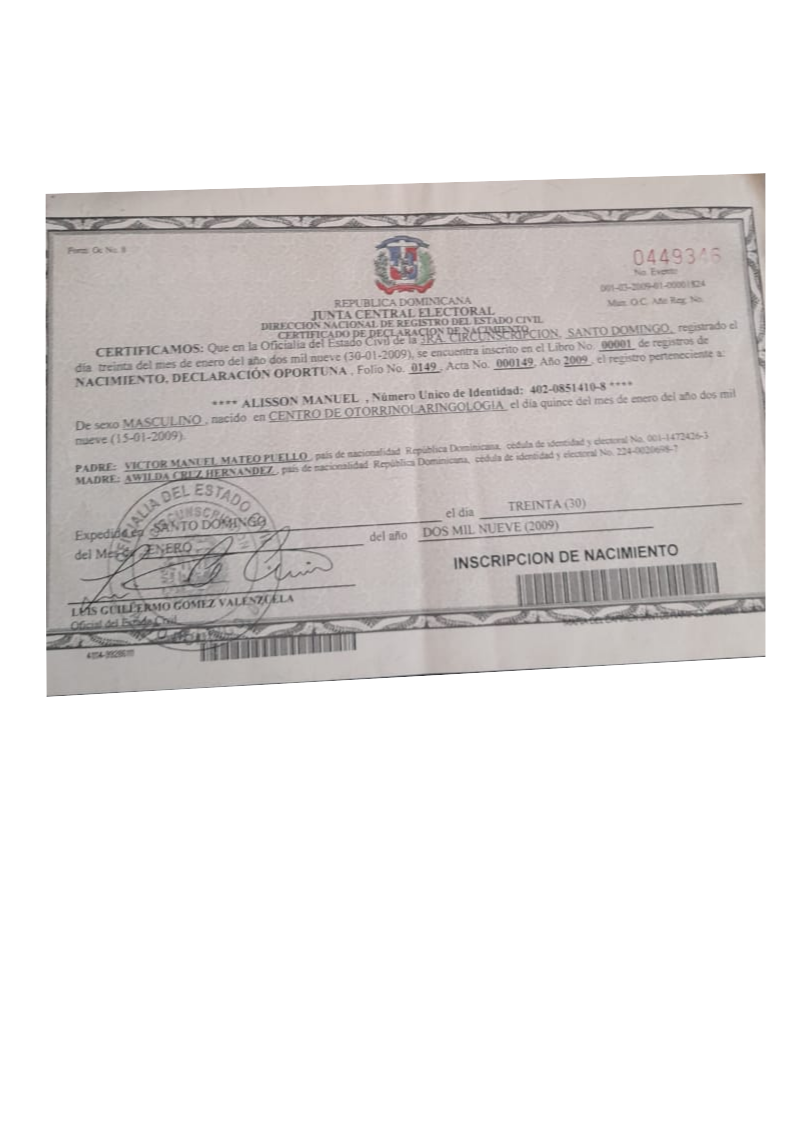 Form. Oc No. 8
0449346
No. Evento
001-03-2009-01-00001824
Mun. O.C. Año Reg. No.
REPUBLICA DOMINICANA
JUNTA CENTRAL ELECTORAL
DIRECCION NACIONAL DE REGISTRO DEL ESTADO CIVIL
CERTIFICADO DE DECLARACION DE NACIMIENTO
CERTIFICAMOS: Que en la Oficialía del Estado Civil de la 3RA. CIRCUNSCRIPCION, SANTO DOMINGO, registrado el
día treinta del mes de enero del año dos mil nueve (30-01-2009), se encuentra inscrito en el Libro No. 00001 de registros de
NACIMIENTO, DECLARACIÓN OPORTUNA , Folio No. 0149, Acta No. 000149, Año 2009 , el registro perteneciente a:
**** ALISSON MANUEL , Número Unico de Identidad: 402-0851410-8 ****
De sexo MASCULINO , nacido en CENTRO DE OTORRINOLARINGOLOGIA, el día quince del mes de enero del año dos mil
nueve (15-01-2009).
PADRE: VICTOR MANUEL MATEO PUELLO , país de nacionalidad República Dominicana, cédula de identidad y electoral No. 001-1472426-3
MADRE: AWILDA CRUZ HERNANDEZ , país de nacionalidad República Dominicana, cédula de identidad y electoral No. 224-0020698-7
Expedida en SANTO DOMINGO el día TREINTA (30)
del Mes de ENERO del año DOS MIL NUEVE (2009)
OFICIALIA DEL ESTADO CIVIL
CIRCUNSCRIPCION
INSCRIPCION DE NACIMIENTO
LUIS GUILLERMO GOMEZ VALENZUELA
Oficial del Estado Civil